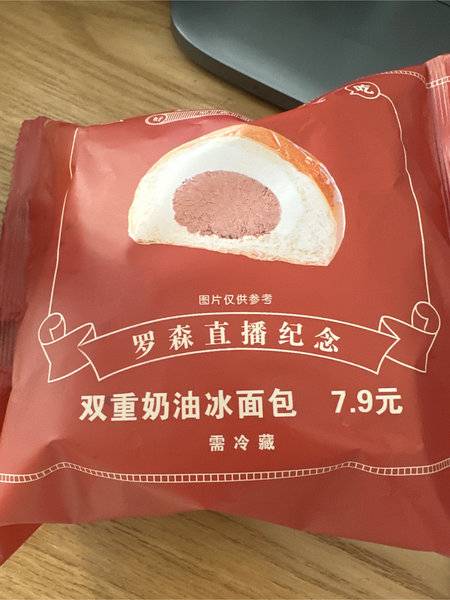 图片仅供参考
罗森直播纪念
双重奶油冰面包 7.9元
需冷藏